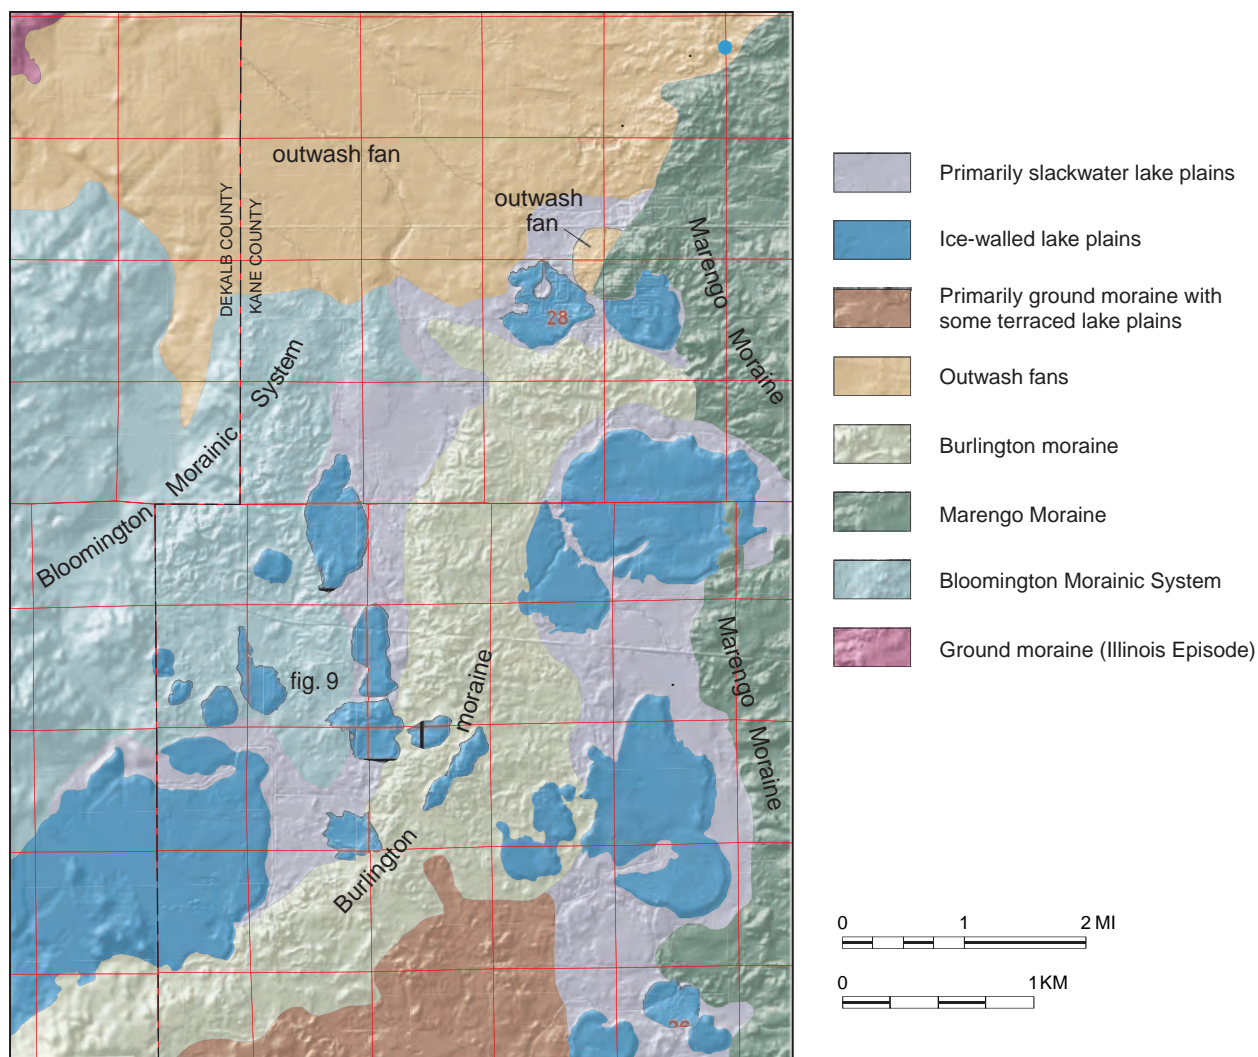 outwash fan
outwash
fan
DEKALB COUNTY
KANE COUNTY
Marengo
Moraine
28
Bloomington Morainic System
fig. 9
Burlington moraine
Marengo
Moraine
Marengo
Moraine
Primarily slackwater lake plains
Ice-walled lake plains
Primarily ground moraine with
some terraced lake plains
Outwash fans
Burlington moraine
Marengo Moraine
Bloomington Morainic System
Ground moraine (Illinois Episode)
0 1 2 MI
0 1 KM